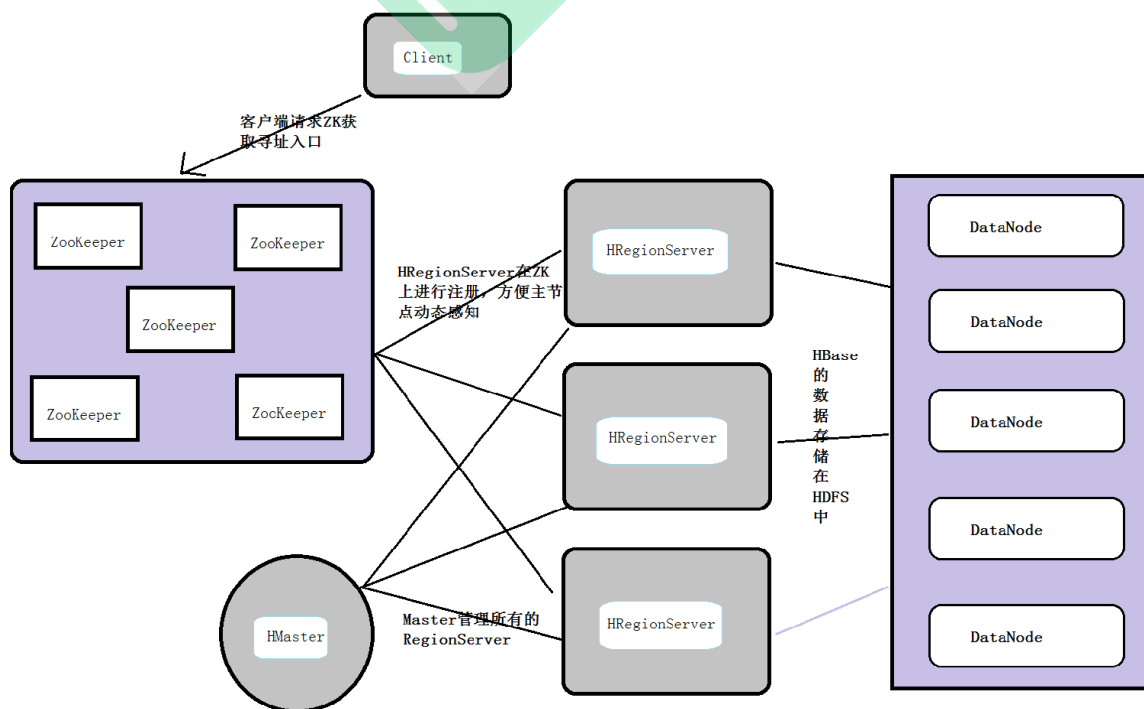 Client
客户端请求ZK获
取寻址入口
ZooKeeper
ZooKeeper
ZooKeeper
ZooKeeper
ZocKeeper
HRegionServer在ZK
上进行注册，方便主节
点动态感知
HMaster
Master管理所有的
RegionServer
HRegionServer
HRegionServer
HRegionServer
HBase
的
数
据
存
储
在
HDFS
中
DataNode
DataNode
DataNode
DataNode
DataNode